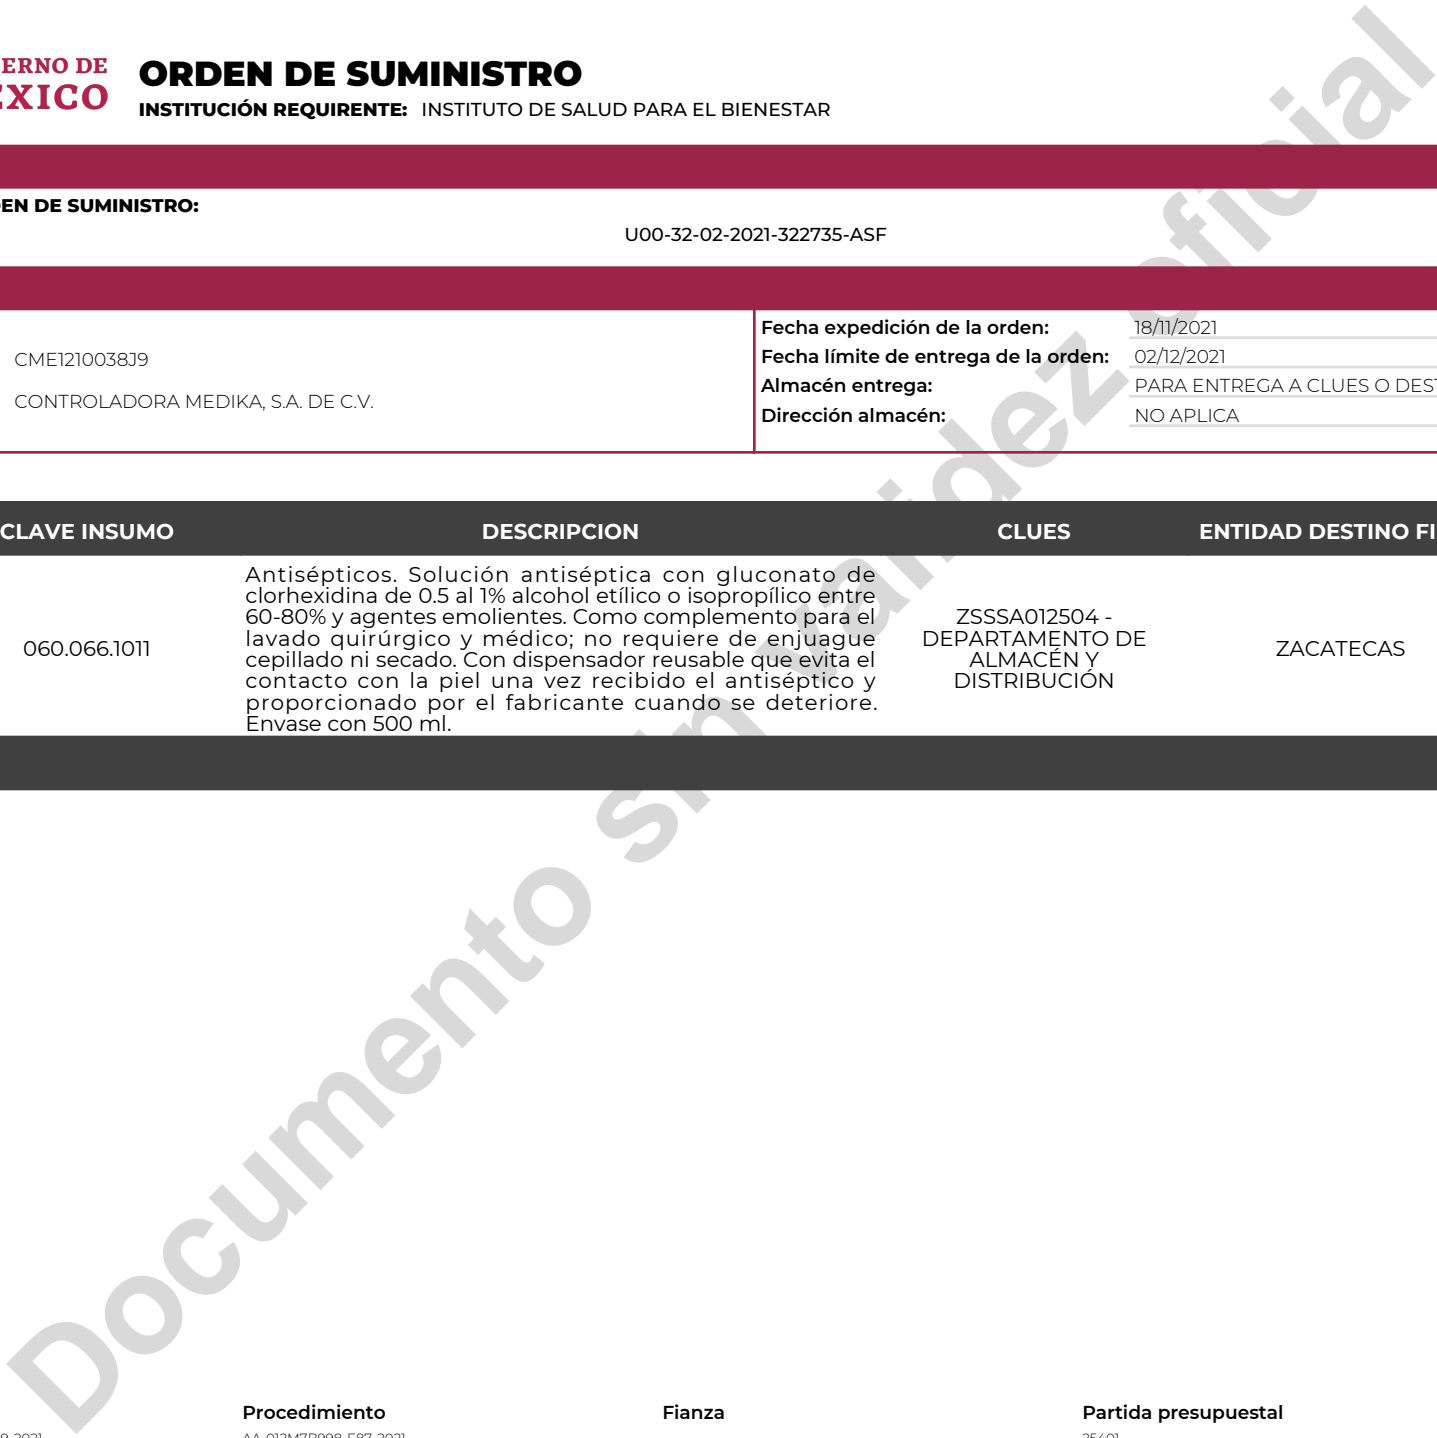 ERNO DE
EXICO
ORDEN DE SUMINISTRO
INSTITUCIÓN REQUIRENTE: INSTITUTO DE SALUD PARA EL BIENESTAR
EN DE SUMINISTRO:
U00-32-02-2021-322735-ASF
CME1210038J9
CONTROLADORA MEDIKA, S.A. DE C.V.
Fecha expedición de la orden: 18/11/2021
Fecha límite de entrega de la orden: 02/12/2021
Almacén entrega: PARA ENTREGA A CLUES O DEST
Dirección almacén: NO APLICA
CLAVE INSUMO DESCRIPCION CLUES ENTIDAD DESTINO FI
060.066.1011
Antisépticos. Solución antiséptica con gluconato de
clorhexidina de 0.5 al 1% alcohol etílico o isopropílico entre
60-80% y agentes emolientes. Como complemento para el
lavado quirúrgico y médico; no requiere de enjuague
cepillado ni secado. Con dispensador reusable que evita el
contacto con la piel una vez recibido el antiséptico y
proporcionado por el fabricante cuando se deteriore.
Envase con 500 ml.
ZSSSA012504 -
DEPARTAMENTO DE
ALMACÉN Y
DISTRIBUCIÓN
ZACATECAS
Documento sin validez oficial
Procedimiento Fianza Partida presupuestal